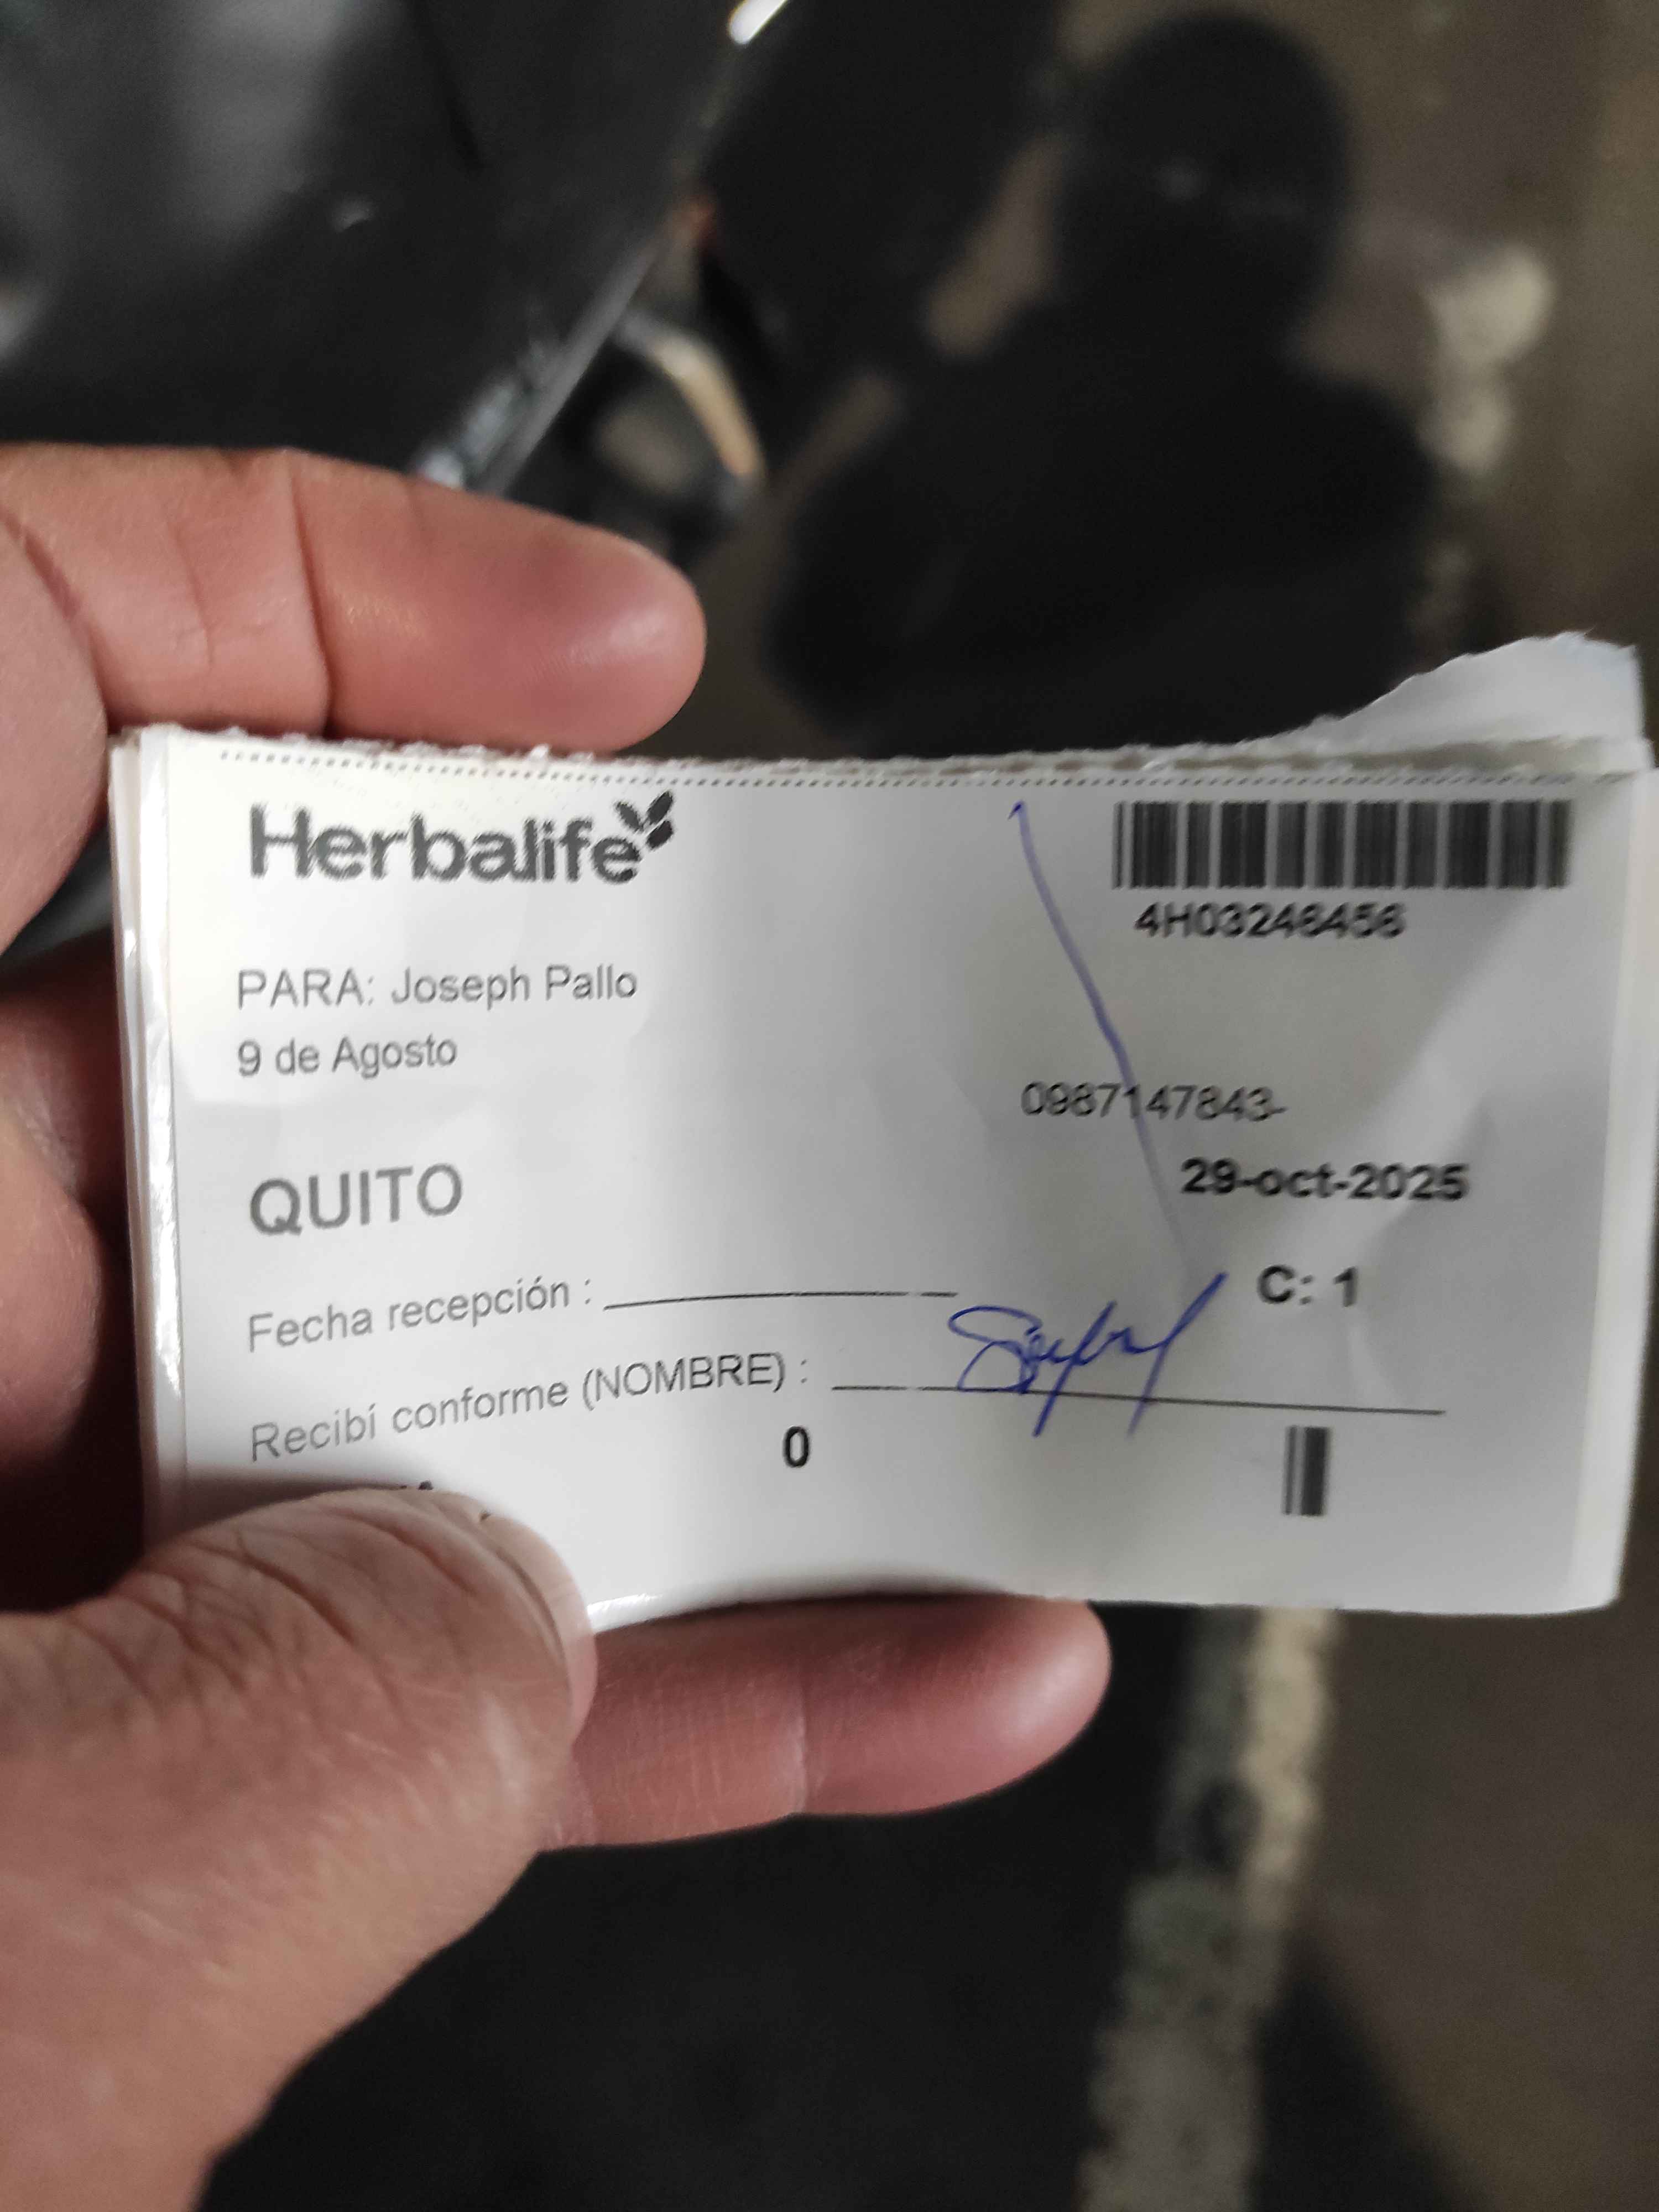 Herbalife
4H03246456
PARA: Joseph Pallo
9 de Agosto
0987147843-
QUITO
29-oct-2025
Fecha recepción :
C: 1
Recibí conforme (NOMBRE) :
0